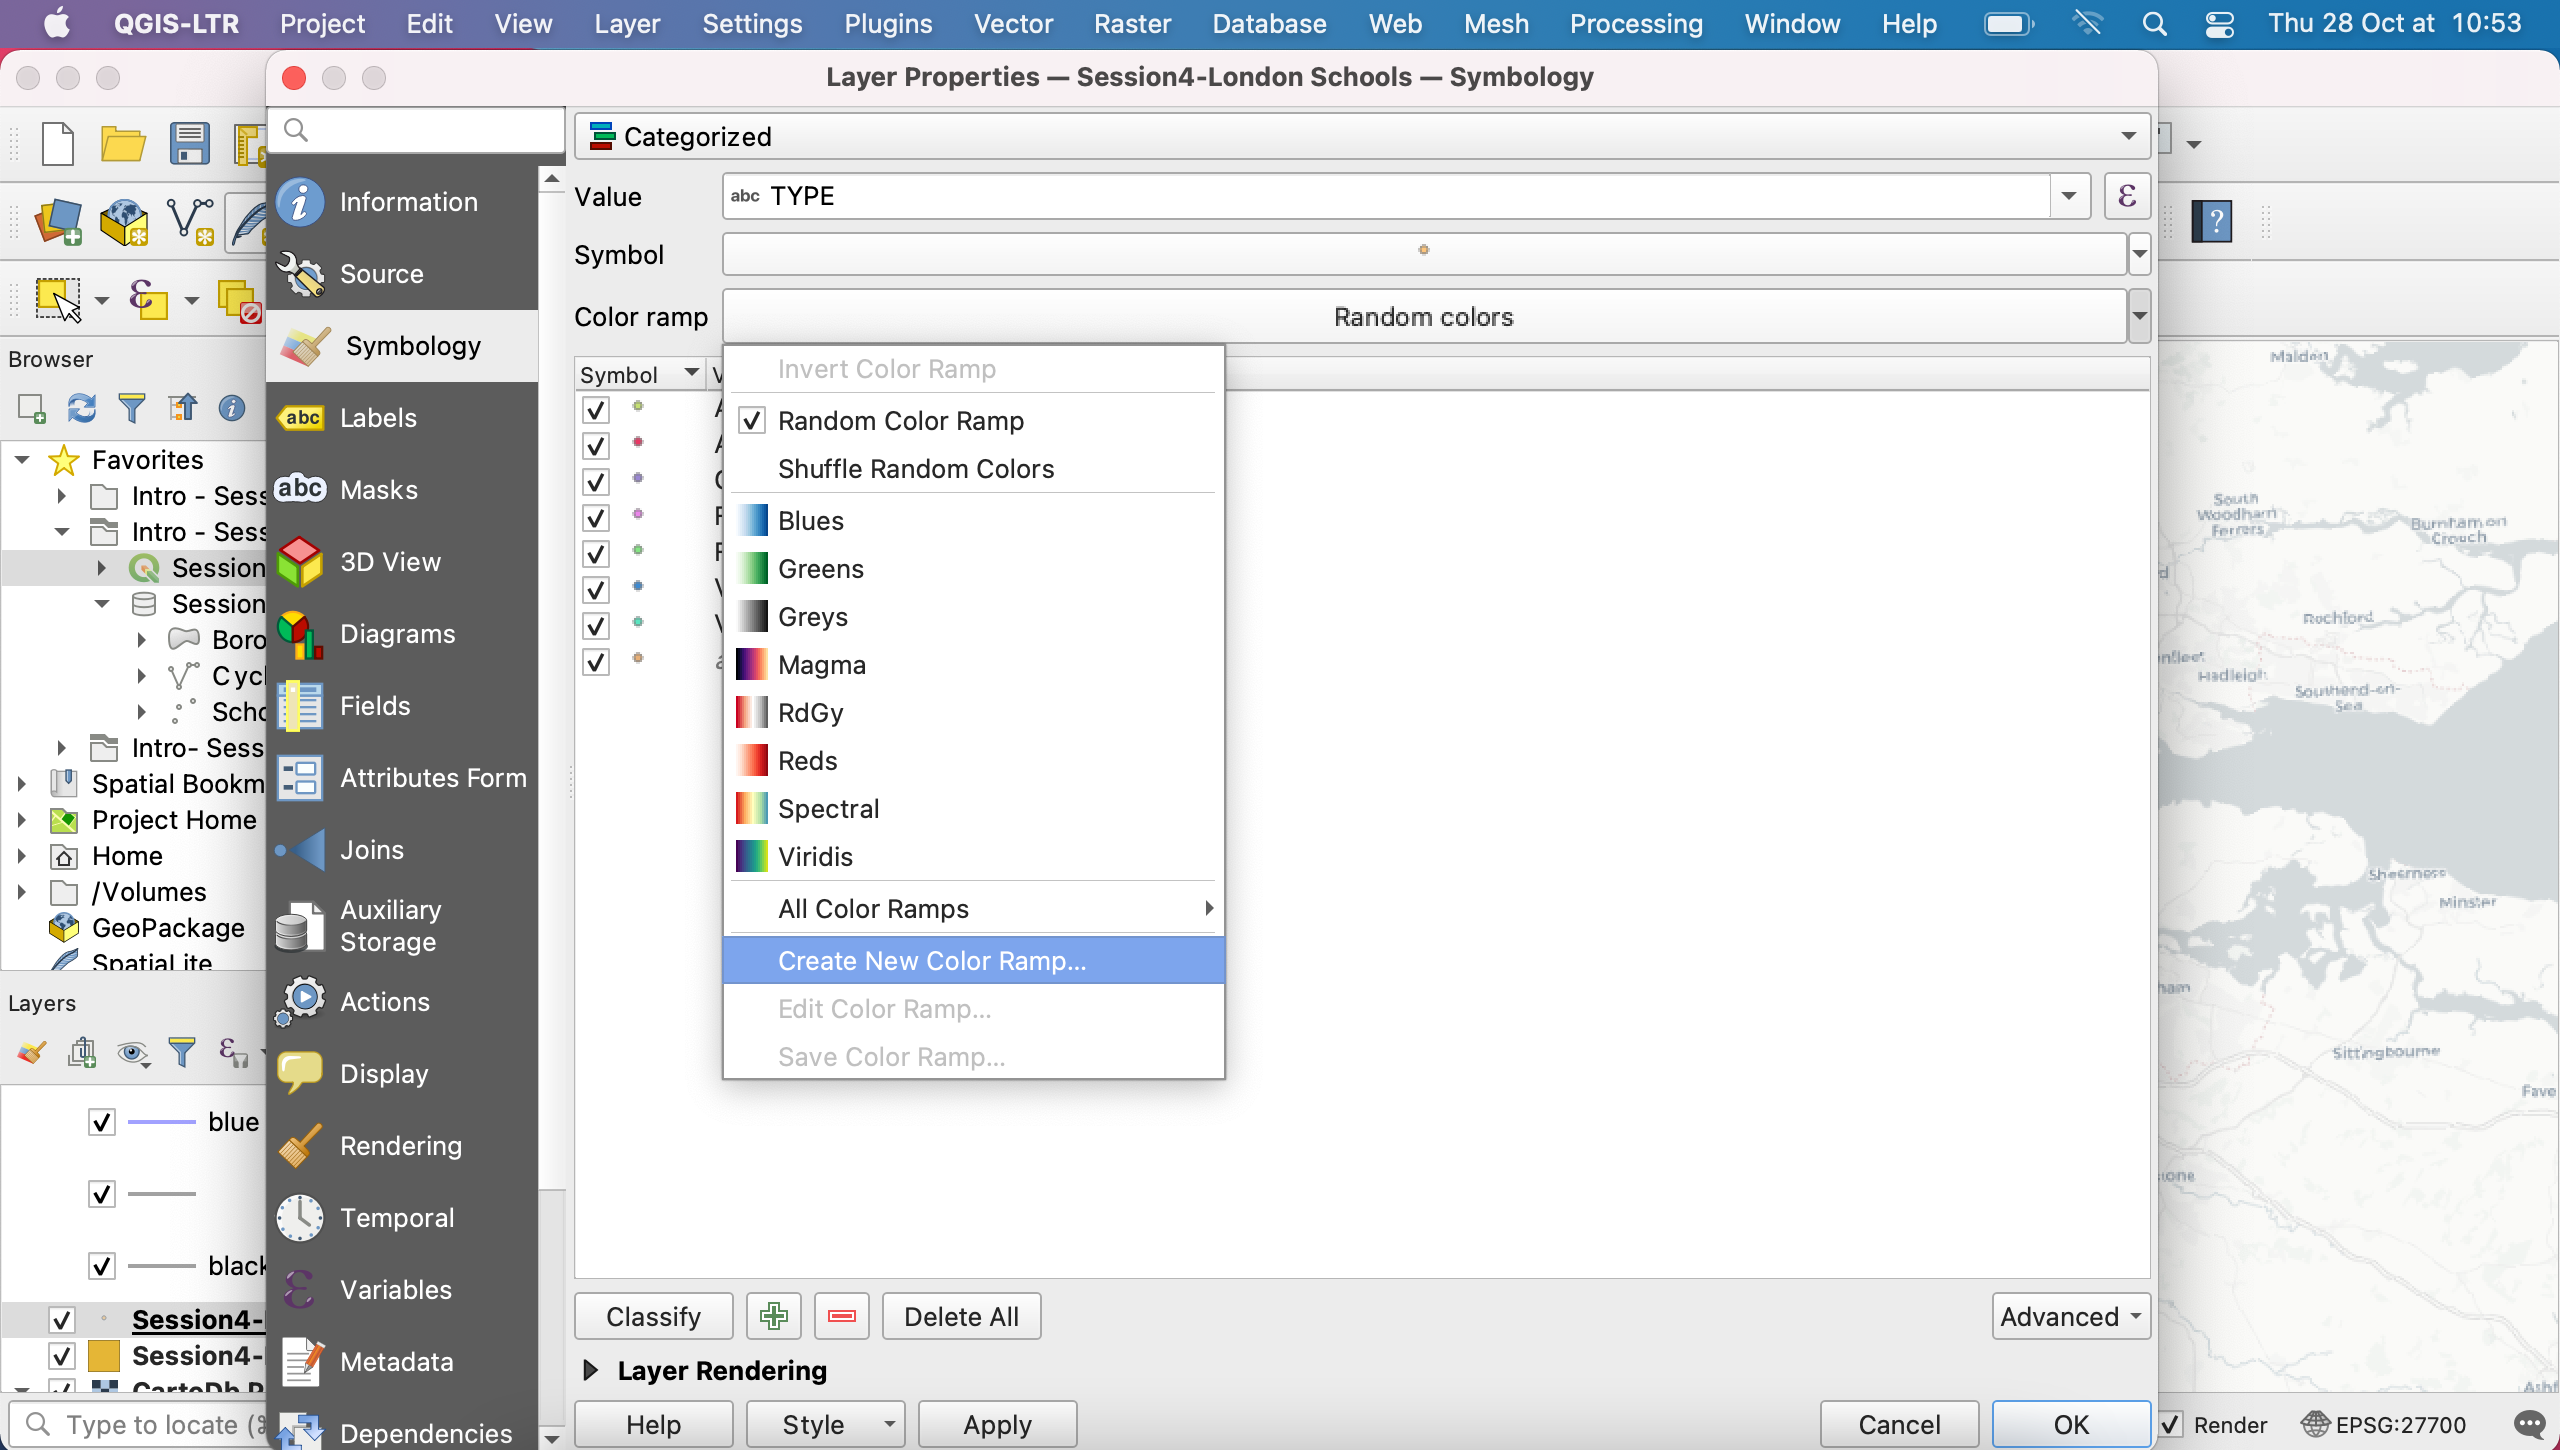 QGIS-LTR Project Edit View Layer Settings Plugins Vector Raster Database Web Mesh Processing Window Help Thu 28 Oct at 10:53
Layer Properties — Session4-London Schools — Symbology
Categorized
Value abc TYPE ε
Symbol
Color ramp Random colors
Symbol
Information
Source
Symbology
abc Labels
abc Masks
3D View
Diagrams
Fields
Attributes Form
Joins
Auxiliary
Storage
Actions
Display
Rendering
Temporal
Variables
Metadata
Dependencies
Invert Color Ramp
Random Color Ramp
Shuffle Random Colors
Blues
Greens
Greys
Magma
RdGy
Reds
Spectral
Viridis
All Color Ramps
Create New Color Ramp...
Edit Color Ramp...
Save Color Ramp...
Browser
Favorites
Intro - Sess
Intro - Sess
Session
Session
Boro
Cycl
Scho
Intro- Sess
Spatial Bookm
Project Home
Home
/Volumes
GeoPackage
SpatiaLite
Layers
blue
black
Session4-
Session4-
CartoDb P
Type to locate (⌘
Classify Delete All Advanced
Layer Rendering
Help Style Apply Cancel OK
Render EPSG:27700
Maldon
South
Woodham
Ferrers
Burnham on
Crouch
Rochford
Hadleigh
Southend-on-
Sea
Sheerness
Minster
ham
Sittingbourne
Fave
tone
Ashf